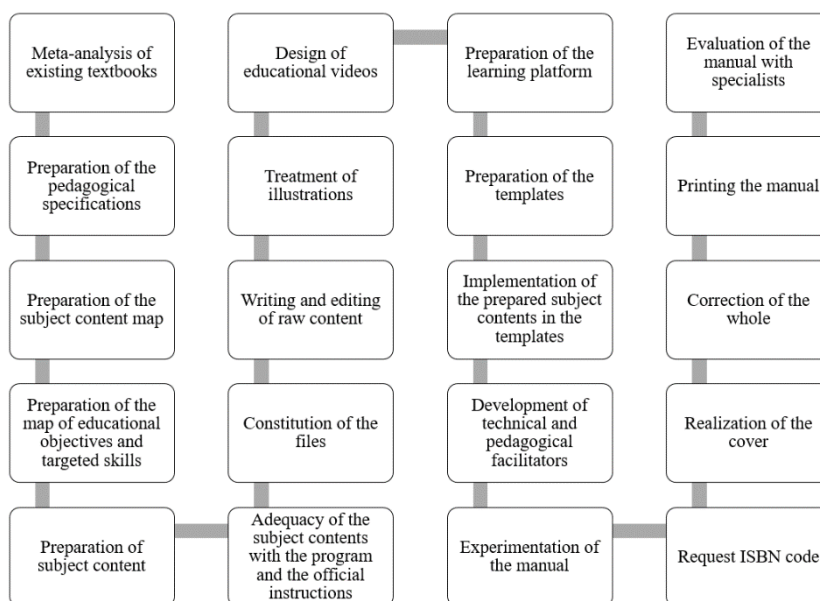 Meta-analysis of
existing textbooks
Preparation of the
pedagogical
specifications
Preparation of the
subject content map
Preparation of the
map of educational
objectives and
targeted skills
Preparation of
subject content
Adequacy of the
subject contents
with the program
and the official
instructions
Constitution of the
files
Writing and editing
of raw content
Treatment of
illustrations
Design of
educational videos
Preparation of the
learning platform
Preparation of the
templates
Implementation of
the prepared subject
contents in the
templates
Development of
technical and
pedagogical
facilitators
Experimentation of
the manual
Request ISBN code
Realization of the
cover
Correction of the
whole
Printing the manual
Evaluation of the
manual with
specialists